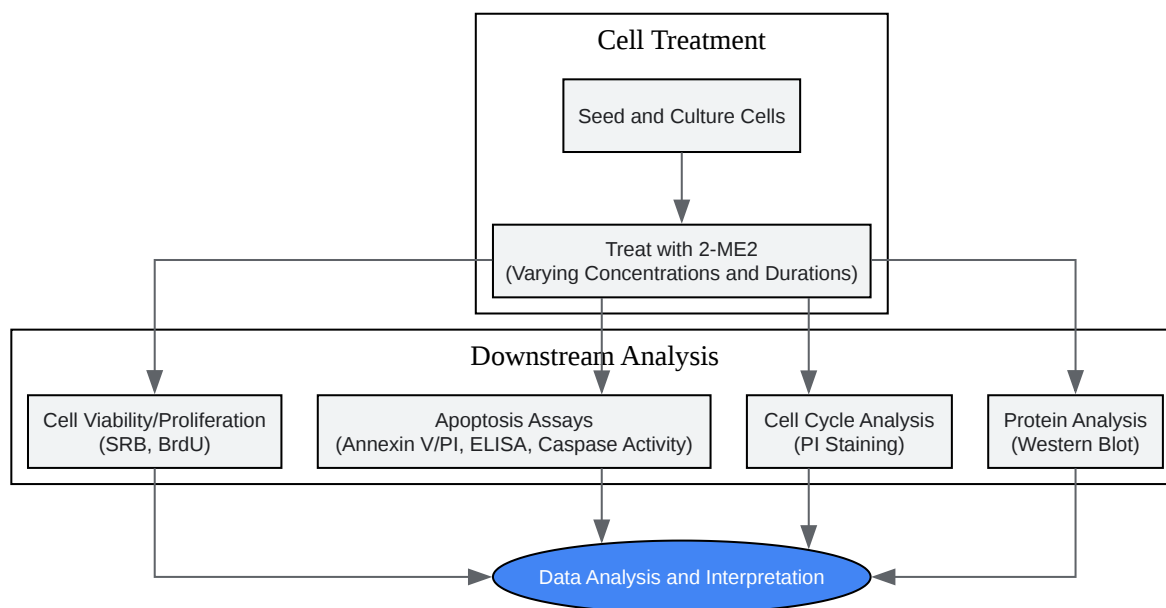 Cell Treatment
Seed and Culture Cells
Treat with 2-ME2
(Varying Concentrations and Durations)
Downstream Analysis
Cell Viability/Proliferation
(SRB, BrdU)
Apoptosis Assays
(Annexin V/PI, ELISA, Caspase Activity)
Cell Cycle Analysis
(PI Staining)
Protein Analysis
(Western Blot)
Data Analysis and Interpretation